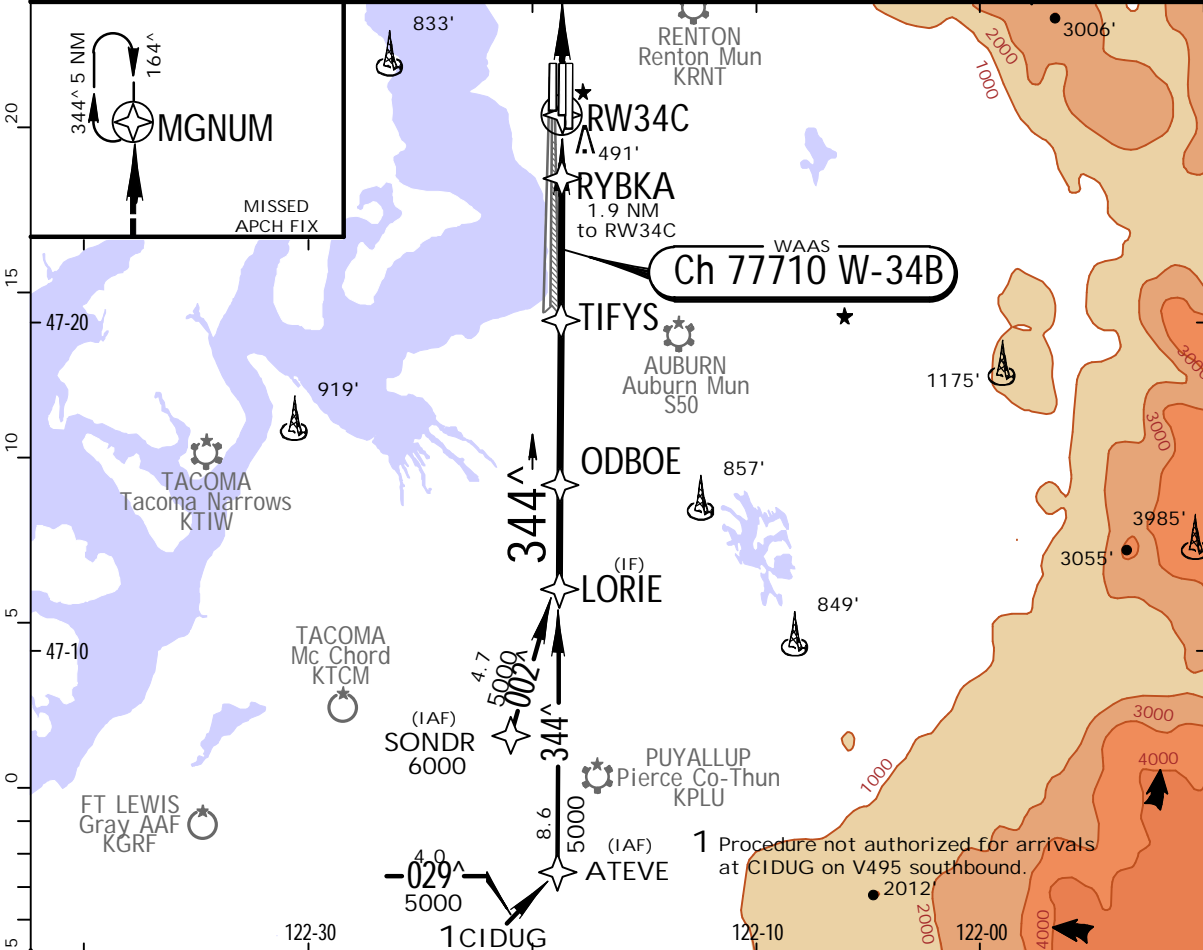 344^ 5 NM
164^
MGNUM
MISSED
APCH FIX
833'
RENTON
Renton Mun
KRNT
3006'
2000
1000
20
RW34C
491'
RYBKA
1.9 NM
to RW34C
WAAS
Ch 77710 W-34B
15
47-20
TIFYS
AUBURN
Auburn Mun
S50
1175'
3000
919'
3000
10
ODBOE
857'
TACOMA
Tacoma Narrows
KTIW
344^
3985'
3055'
(IF)
LORIE
5
849'
47-10
TACOMA
Mc Chord
KTCM
4.7
5000
002^
(IAF)
SONDR
6000
344^
3000
4000
1000
PUYALLUP
Pierce Co-Thun
KPLU
0
FT LEWIS
Gray AAF
KGRF
8.6
5000
(IAF)
ATEVE
1 Procedure not authorized for arrivals
at CIDUG on V495 southbound.
4.0
029^
5000
2012'
2000
4000
1CIDUG
122-30
122-10
122-00
5